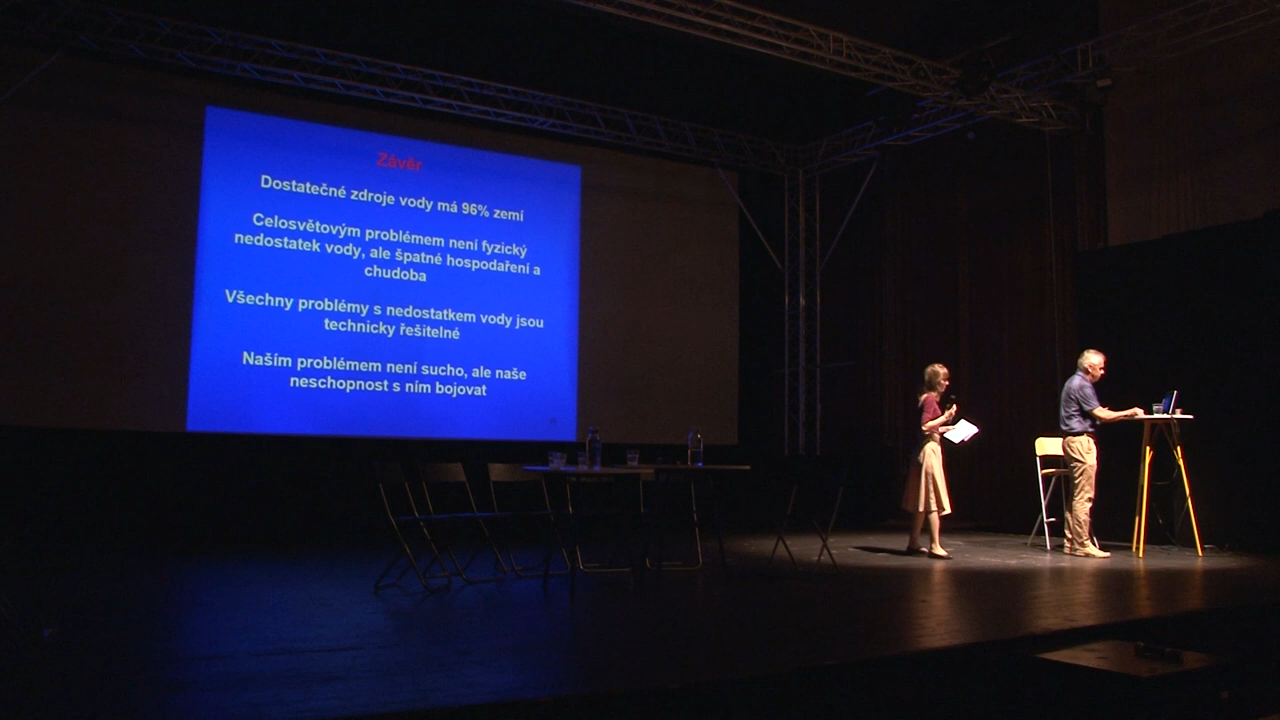 Závěr
Dostatečné zdroje vody má 96% zemí
Celosvětovým problémem není fyzický
nedostatek vody, ale špatné hospodaření a
chudoba
Všechny problémy s nedostatkem vody jsou
technicky řešitelné
Naším problémem není sucho, ale naše
neschopnost s ním bojovat